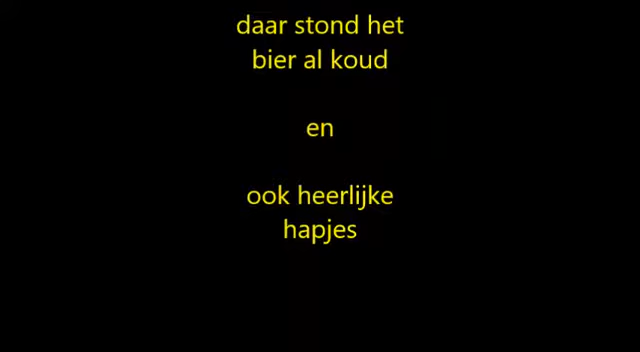 daar stond het
bier al koud
en
ook heerlijke
hapjes